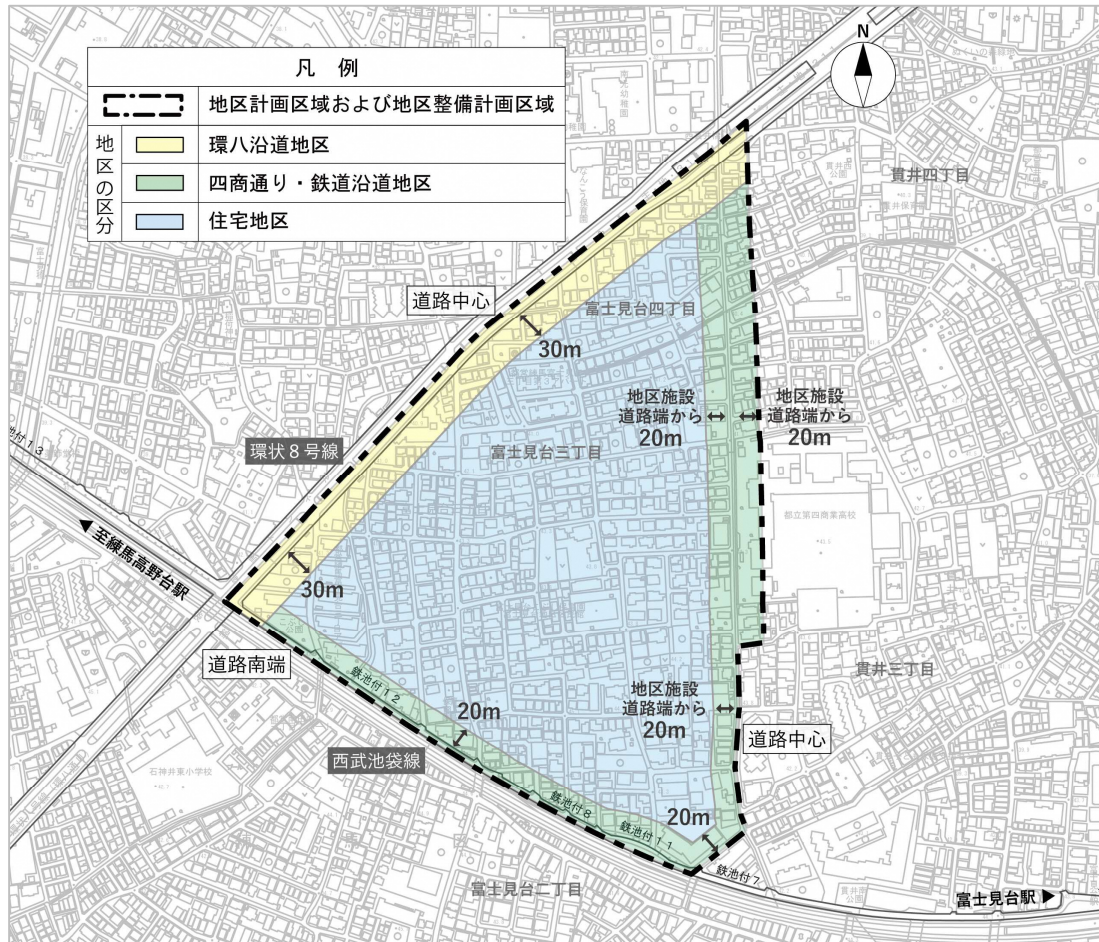 凡 例
地区計画区域および地区整備計画区域
地区の区分
環八沿道地区
四商通り・鉄道沿道地区
住宅地区
N
南光幼稚園
貫井四丁目
道路中心
富士見台四丁目
30m
地区施設
道路端から
20m
地区施設
道路端から
20m
環状8号線
富士見台三丁目
都立第四商業高校
至練馬高野台駅
30m
道路南端
鉄池付12
20m
地区施設
道路端から
20m
貫井三丁目
道路中心
西武池袋線
石神井東小学校
鉄池付8
20m
鉄池付11
鉄池付7
富士見台二丁目
富士見台駅